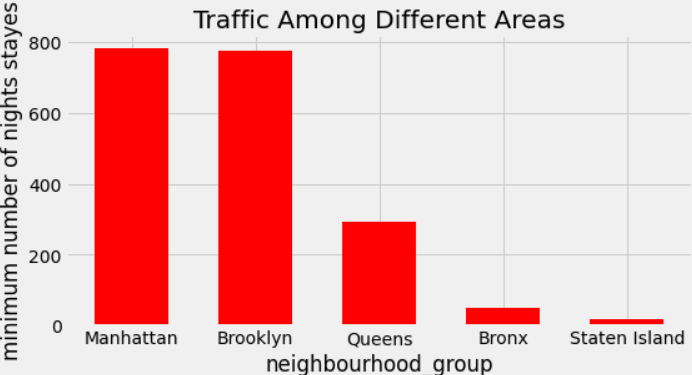 Traffic Among Different Areas
minimum number of nights stayes
800
600
400
200
0
Manhattan Brooklyn Queens Bronx Staten Island
neighbourhood_group